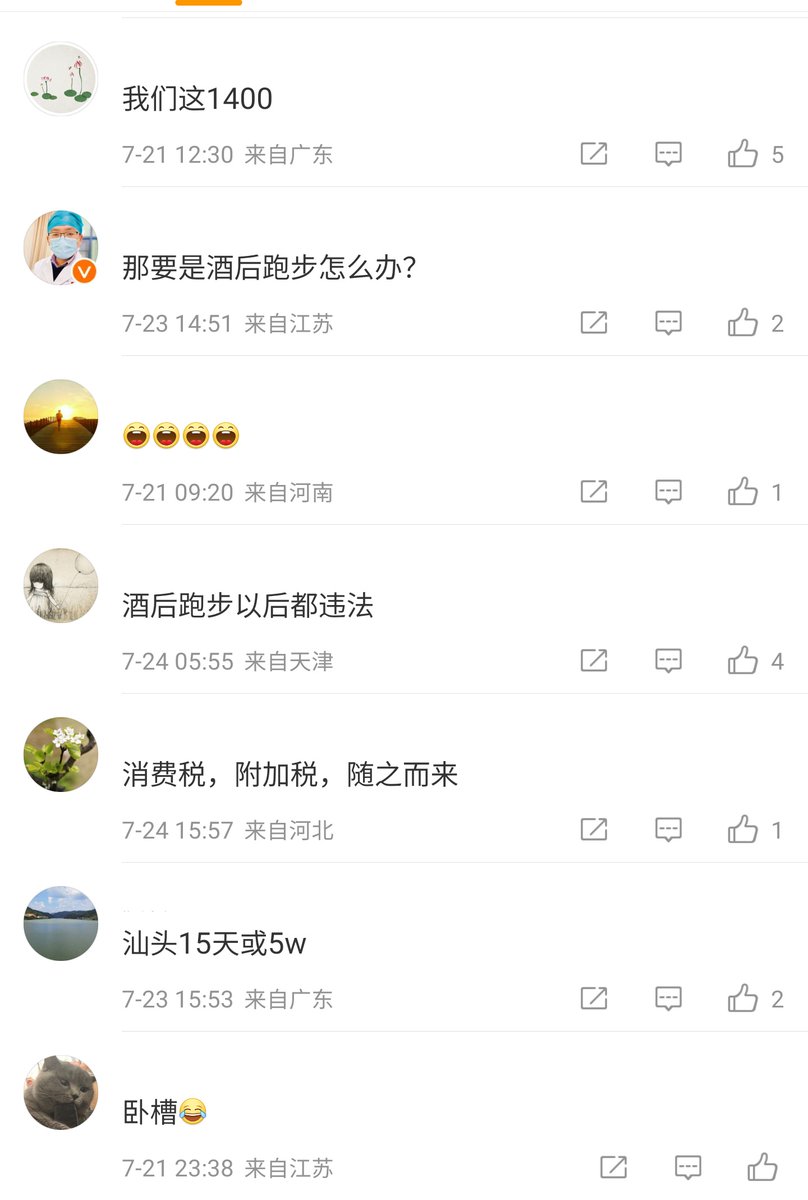 我们这1400
7-21 12:30 来自广东
5
那要是酒后跑步怎么办?
7-23 14:51 来自江苏
2
😄😄😄😄
7-21 09:20 来自河南
1
酒后跑步以后都违法
7-24 05:55 来自天津
4
消费税，附加税，随之而来
7-24 15:57 来自河北
1
汕头15天或5w
7-23 15:53 来自广东
2
卧槽😂
7-21 23:38 来自江苏